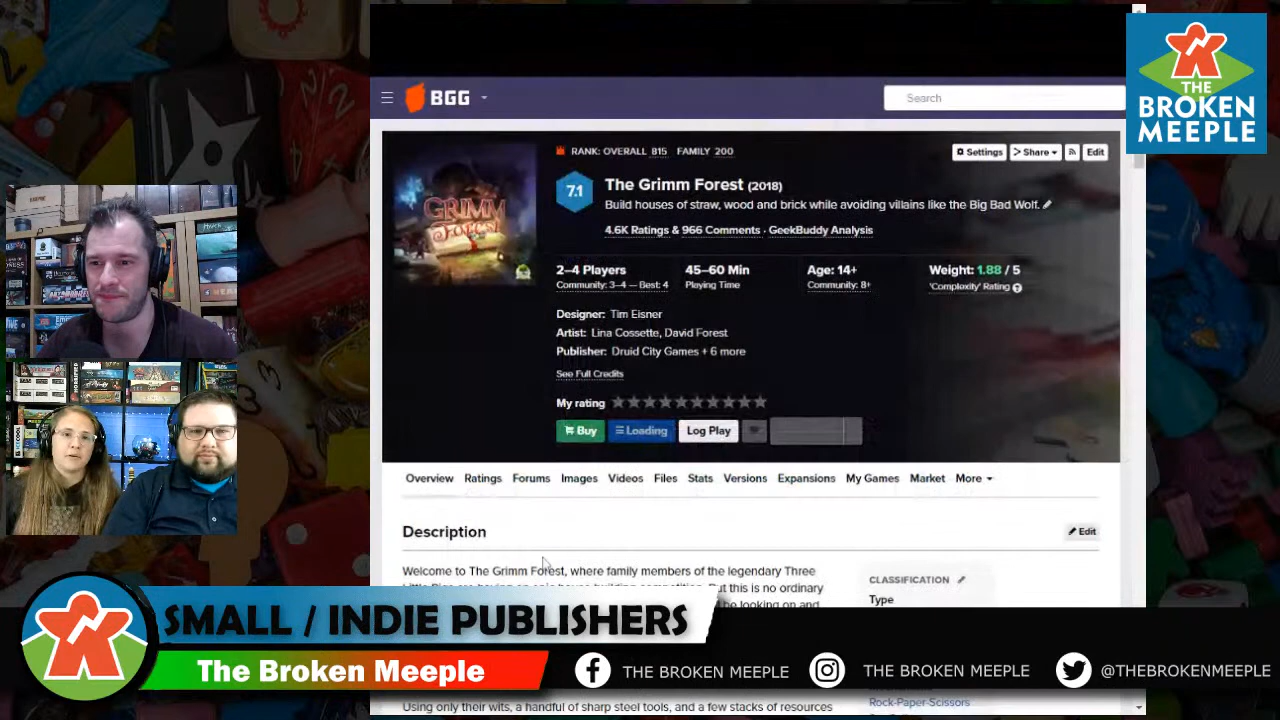 BGG
Search
THE
BROKEN
MEEPLE
RANK: OVERALL 815 FAMILY 200
Settings
Share
Edit
7.1
The Grimm Forest (2018)
Build houses of straw, wood and brick while avoiding villains like the Big Bad Wolf.
GRIMM
FOREST
4.6K Ratings & 966 Comments · GeekBuddy Analysis
2–4 Players
45–60 Min
Age: 14+
Weight: 1.88 / 5
Community: 3–4 — Best: 4
Playing Time
Community: 8+
'Complexity' Rating
Designer: Tim Eisner
Artist: Lina Cossette, David Forest
Publisher: Druid City Games + 6 more
See Full Credits
My rating
Buy
Loading
Log Play
Overview Ratings Forums Images Videos Files Stats Versions Expansions My Games Market More
Description
Edit
Welcome to The Grimm Forest, where family members of the legendary Three
CLASSIFICATION
Type
SMALL / INDIE PUBLISHERS
The Broken Meeple
THE BROKEN MEEPLE
THE BROKEN MEEPLE
@THEBROKENMEEPLE
Rock-Paper-Scissors
Using only their wits, a handful of sharp steel tools, and a few stacks of resources